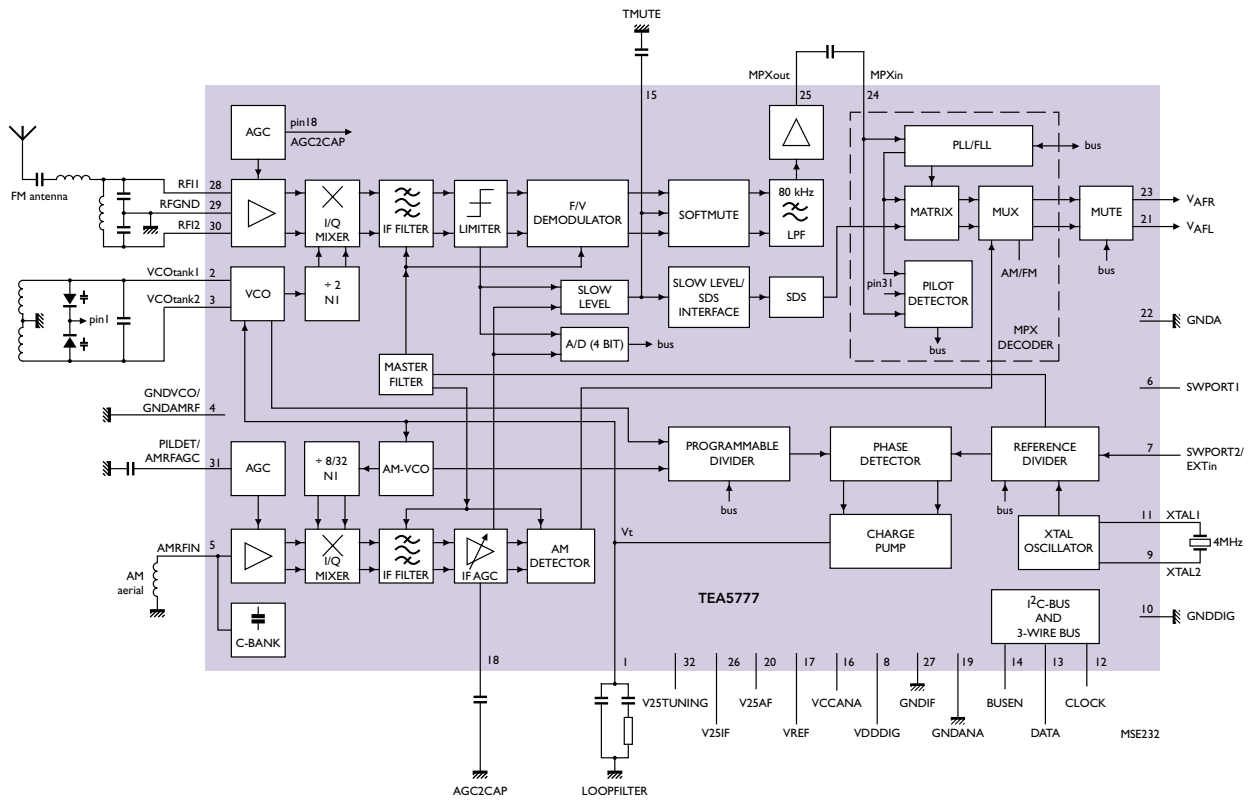 TMUTE
MPXout
MPXin
15
25
24
AGC
pin18
AGC2CAP
FM antenna
RFI1 28
RFGND 29
RFI2 30
I/Q
MIXER
IF FILTER
LIMITER
F/V
DEMODULATOR
SOFTMUTE
80 kHz
LPF
PLL/FLL
bus
MATRIX
MUX
MUTE
23 VAFR
21 VAFL
AM/FM
bus
VCOtank1 2
VCOtank2 3
pin1
VCO
÷ 2
N1
SLOW
LEVEL
SLOW LEVEL/
SDS
INTERFACE
SDS
pin31
PILOT
DETECTOR
bus
MPX
DECODER
A/D (4 BIT)
bus
22 GNDA
MASTER
FILTER
6 SWPORT1
GNDVCO/
GNDAMRF 4
PILDET/
AMRFAGC
31
AGC
÷ 8/32
N1
AM-VCO
PROGRAMMABLE
DIVIDER
bus
PHASE
DETECTOR
REFERENCE
DIVIDER
bus
7 SWPORT2/
EXTin
Vt
CHARGE
PUMP
XTAL
OSCILLATOR
11 XTAL1
4MHz
9
XTAL2
AMRFIN 5
AM
aerial
I/Q
MIXER
IF FILTER
IF AGC
AM
DETECTOR
C-BANK
TEA5777
I²C-BUS
AND
3-WIRE BUS
10 GNDDIG
18
1
32
26
20
17
16
8
27
19
14
13
12
V25TUNING
V25AF
VCCANA
GNDIF
BUSEN
CLOCK
V25IF
VREF
VDDDIG
GNDANA
DATA
MSE232
AGC2CAP
LOOPFILTER